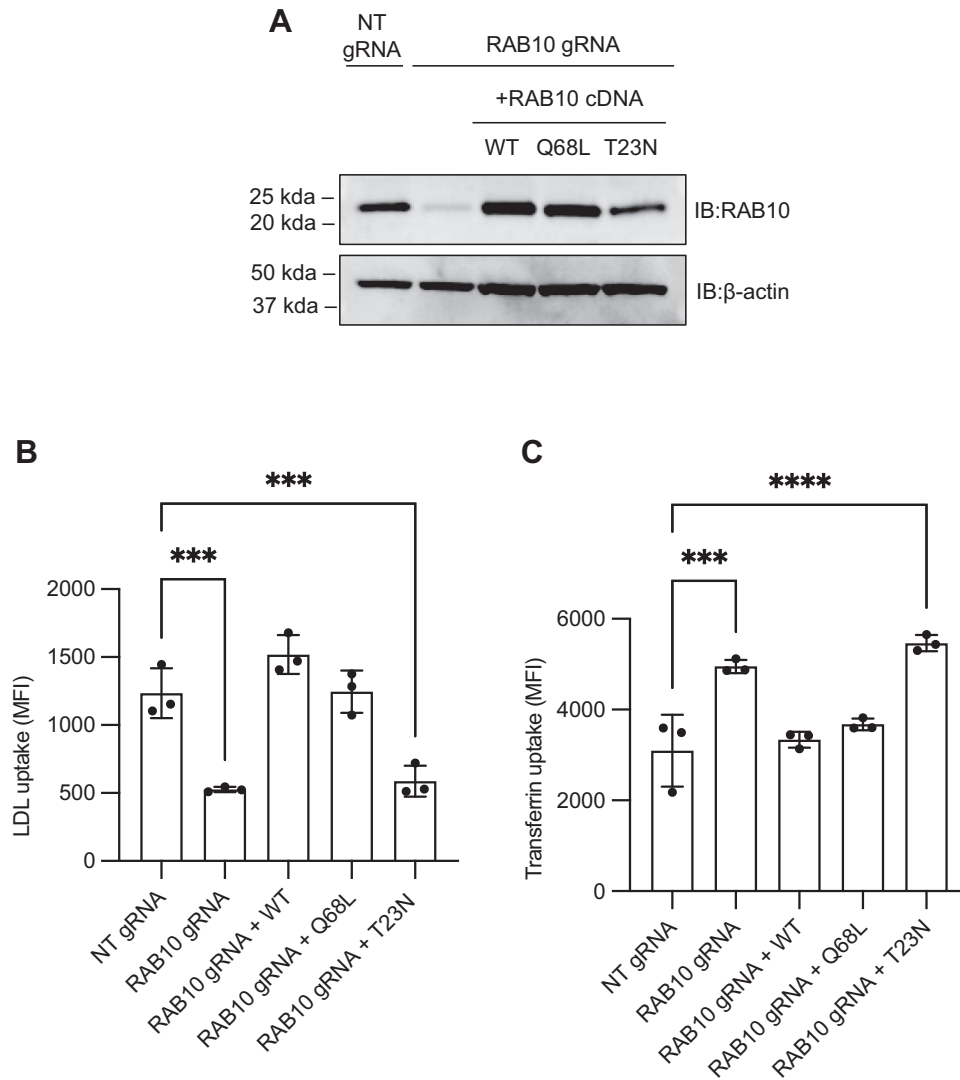 A
NT
gRNA
RAB10 gRNA
+RAB10 cDNA
WT Q68L T23N
25 kda –
20 kda –
IB:RAB10
50 kda –
37 kda –
IB:β-actin
B
***
***
2000
1500
1000
500
0
LDL uptake (MFI)
NT gRNA
RAB10 gRNA
RAB10 gRNA + WT
RAB10 gRNA + Q68L
RAB10 gRNA + T23N
C
****
***
6000
4000
2000
0
Transferrin uptake (MFI)
NT gRNA
RAB10 gRNA
RAB10 gRNA + WT
RAB10 gRNA + Q68L
RAB10 gRNA + T23N